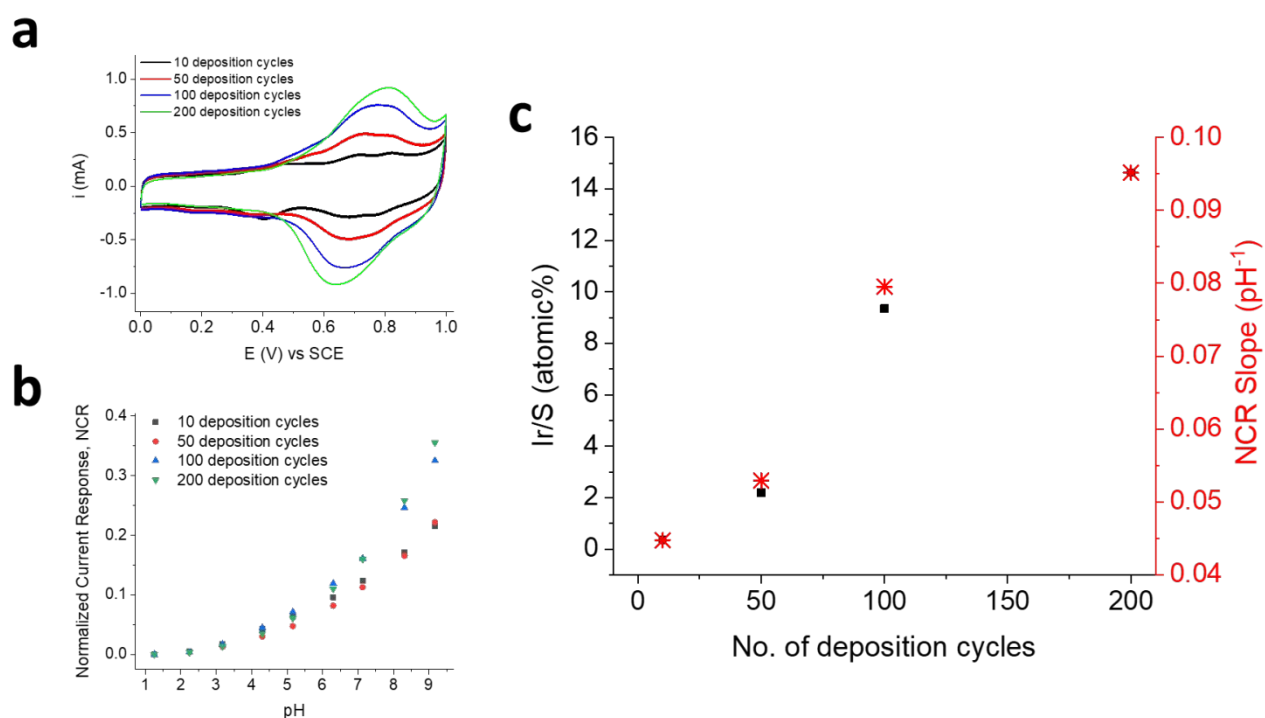 a
10 deposition cycles
50 deposition cycles
100 deposition cycles
200 deposition cycles
1.0
0.5
0.0
-0.5
-1.0
i (mA)
0.0 0.2 0.4 0.6 0.8 1.0
E (V) vs SCE
b
10 deposition cycles
50 deposition cycles
100 deposition cycles
200 deposition cycles
0.4
0.3
0.2
0.1
0.0
Normalized Current Response, NCR
1 2 3 4 5 6 7 8 9
pH
c
16
14
12
10
8
6
4
2
0
Ir/S (atomic%)
0.10
0.09
0.08
0.07
0.06
0.05
0.04
NCR Slope (pH⁻¹)
0 50 100 150 200
No. of deposition cycles